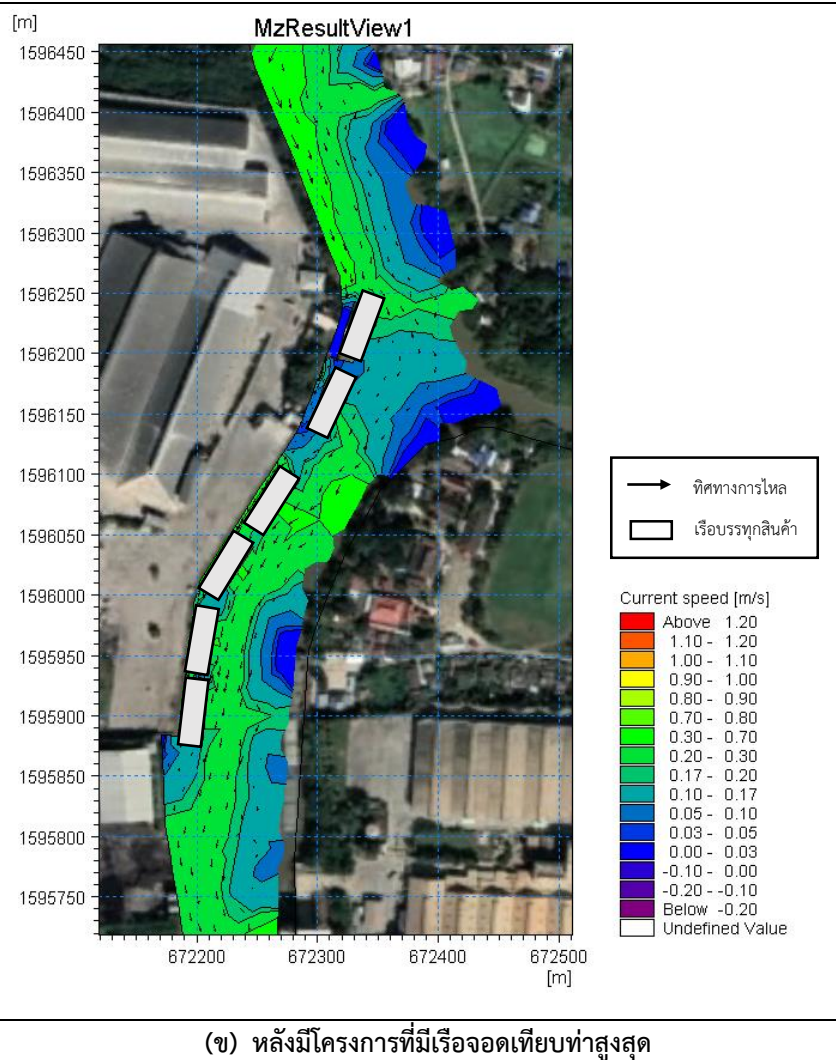 [m]
MzResultView1
1596450
1596400
1596350
1596300
1596250
1596200
1596150
1596100
1596050
1596000
1595950
1595900
1595850
1595800
1595750
672200 672300 672400 672500
[m]
ทิศทางการไหล
เรือบรรทุกสินค้า
Current speed [m/s]
Above 1.20
1.10 - 1.20
1.00 - 1.10
0.90 - 1.00
0.80 - 0.90
0.70 - 0.80
0.30 - 0.70
0.20 - 0.30
0.17 - 0.20
0.10 - 0.17
0.05 - 0.10
0.03 - 0.05
0.00 - 0.03
-0.10 - 0.00
-0.20 - -0.10
Below -0.20
Undefined Value
(ข) หลังมีโครงการที่มีเรือจอดเทียบท่าสูงสุด